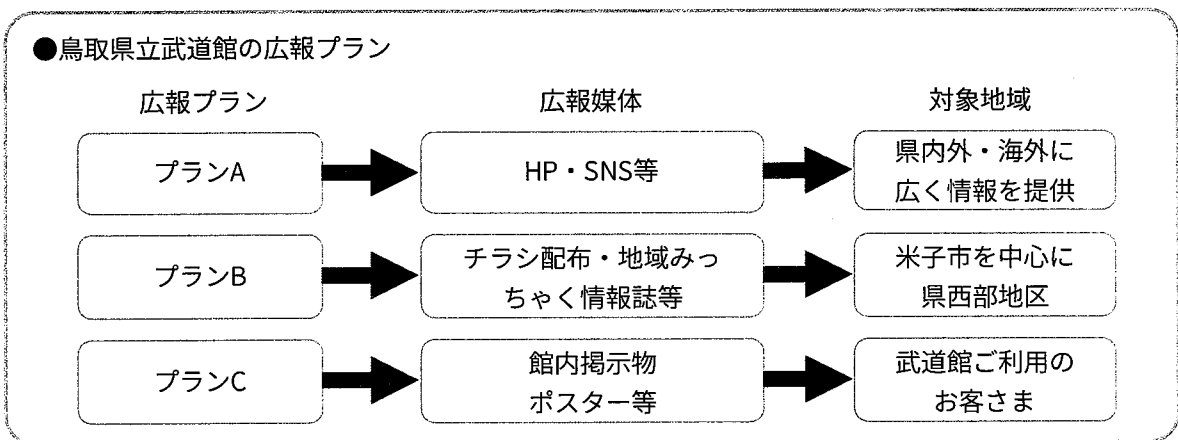 ●鳥取県立武道館の広報プラン
広報プラン 広報媒体 対象地域
プランA
HP・SNS等
県内外・海外に
広く情報を提供
プランB
チラシ配布・地域みっ
ちゃく情報誌等
米子市を中心に
県西部地区
プランC
館内掲示物
ポスター等
武道館ご利用の
お客さま